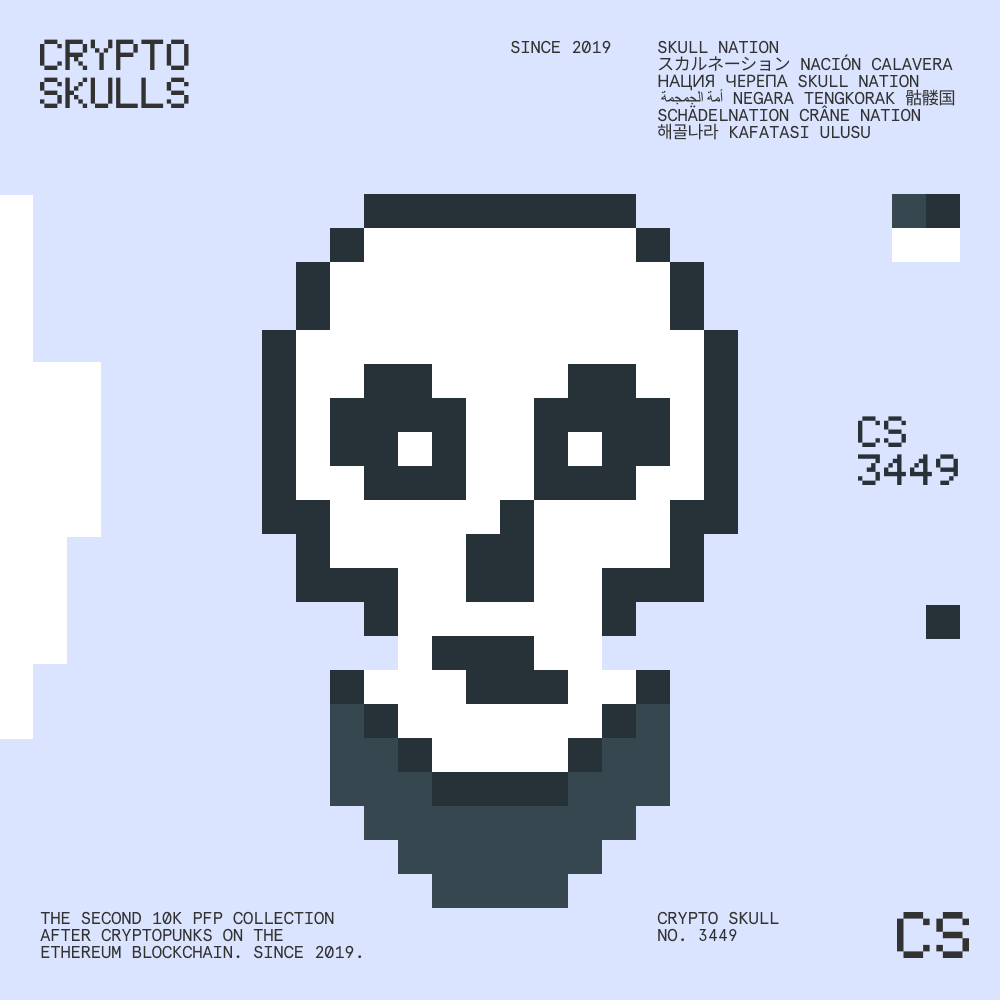 CRYPTO
SKULLS
SINCE 2019
SKULL NATION
スカルネーション NACIÓN CALAVERA
НАЦИЯ ЧЕРЕПА SKULL NATION
أمة الجمجمة NEGARA TENGKORAK 骷髅国
SCHÄDELNATION CRÂNE NATION
해골나라 KAFATASI ULUSU
CS
3449
THE SECOND 10K PFP COLLECTION
AFTER CRYPTOPUNKS ON THE
ETHEREUM BLOCKCHAIN. SINCE 2019.
CRYPTO SKULL
NO. 3449
CS